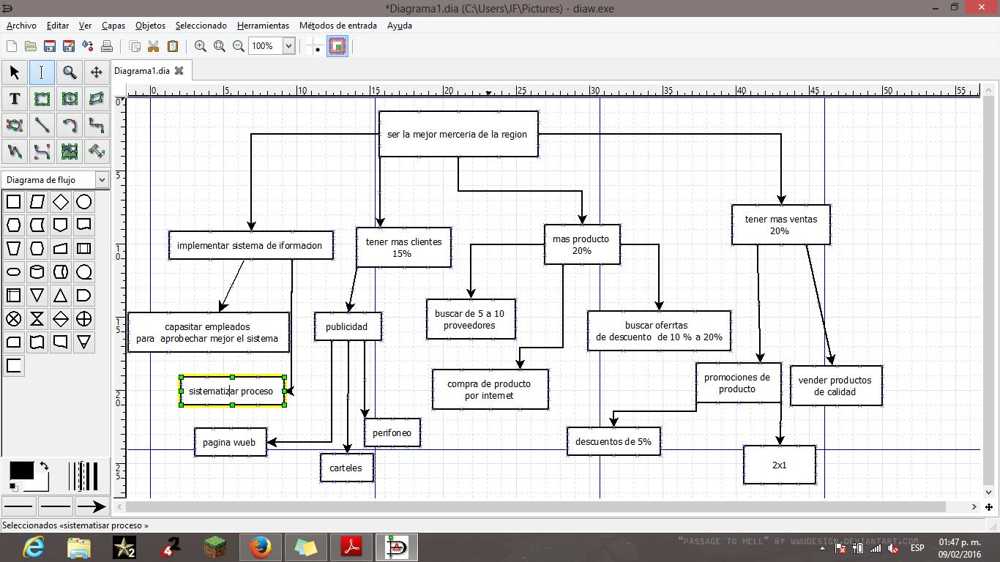 *Diagrama1.dia (C:\Users\JF\Pictures) - diaw.exe
Archivo Editar Ver Capas Objetos Seleccionado Herramientas Métodos de entrada Ayuda
100%
Diagrama1.dia
T
Diagrama de flujo
0 5 10 15 20 25 30 35 40 45 50 55
0
5
10
15
20
25
ser la mejor merceria de la region
implementar sistema de iformacion
tener mas clientes
15%
mas producto
20%
tener mas ventas
20%
capasitar empleados
para aprobechar mejor el sistema
publicidad
buscar de 5 a 10
proveedores
buscar oferrtas
de descuento de 10 % a 20%
sistematizar proceso
compra de producto
por internet
promociones de
producto
vender productos
de calidad
pagina wueb
perifoneo
carteles
descuentos de 5%
2x1
Seleccionados «sistematisar proceso »
"PASSAGE TO HELL" BY WWUDESIGN.DEVIANTART.COM
ESP
01:47 p. m.
09/02/2016